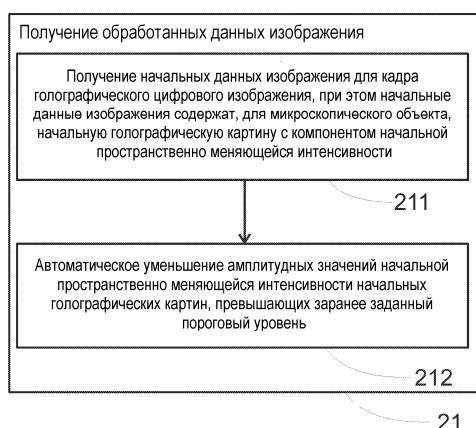 Получение обработанных данных изображения
Получение начальных данных изображения для кадра
голографического цифрового изображения, при этом начальные
данные изображения содержат, для микроскопического объекта,
начальную голографическую картину с компонентом начальной
пространственно меняющейся интенсивности
211
Автоматическое уменьшение амплитудных значений начальной
пространственно меняющейся интенсивности начальных
голографических картин, превышающих заранее заданный
пороговый уровень
212
21